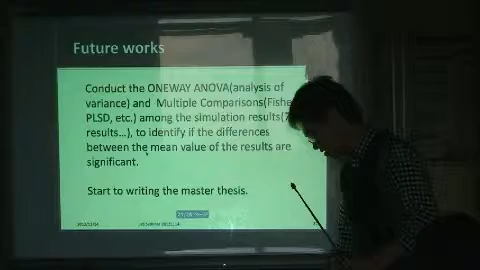 Future works
Conduct the ONEWAY ANOVA(analysis of
variance) and Multiple Comparisons(Fishe
PLSD, etc.) among the simulation results(7
results…), to identify if the differences
between the mean value of the results are
significant.
Start to writing the master thesis.